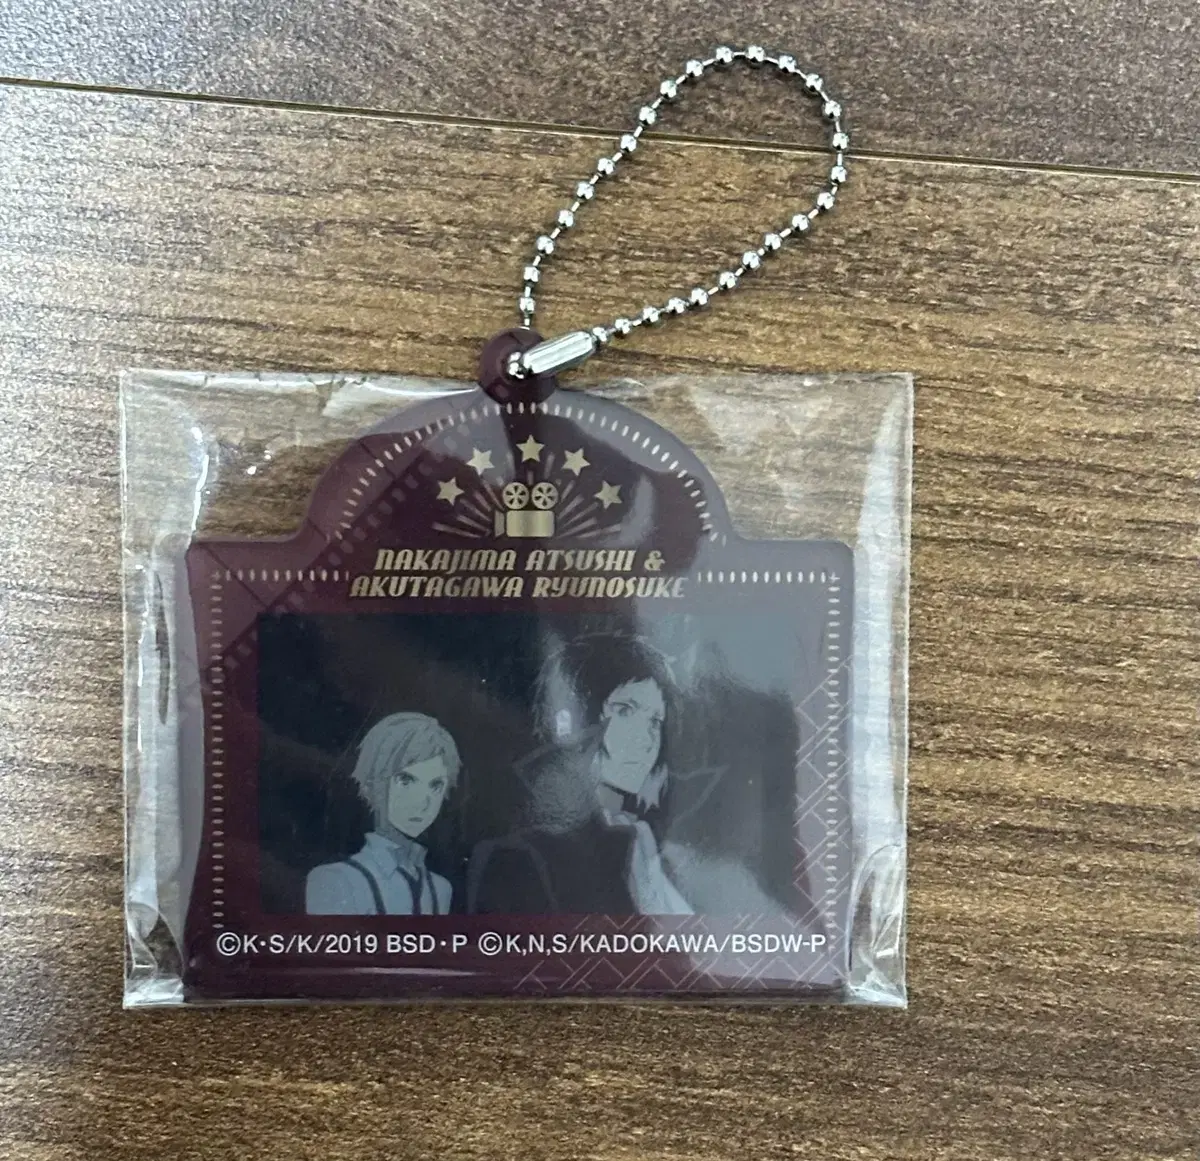 NAKAJIMA ATSUSHI &
AKUTAGAWA RYUNOSUKE
©K・S/K/2019 BSD・P ©K,N,S/KADOKAWA/BSDW-P